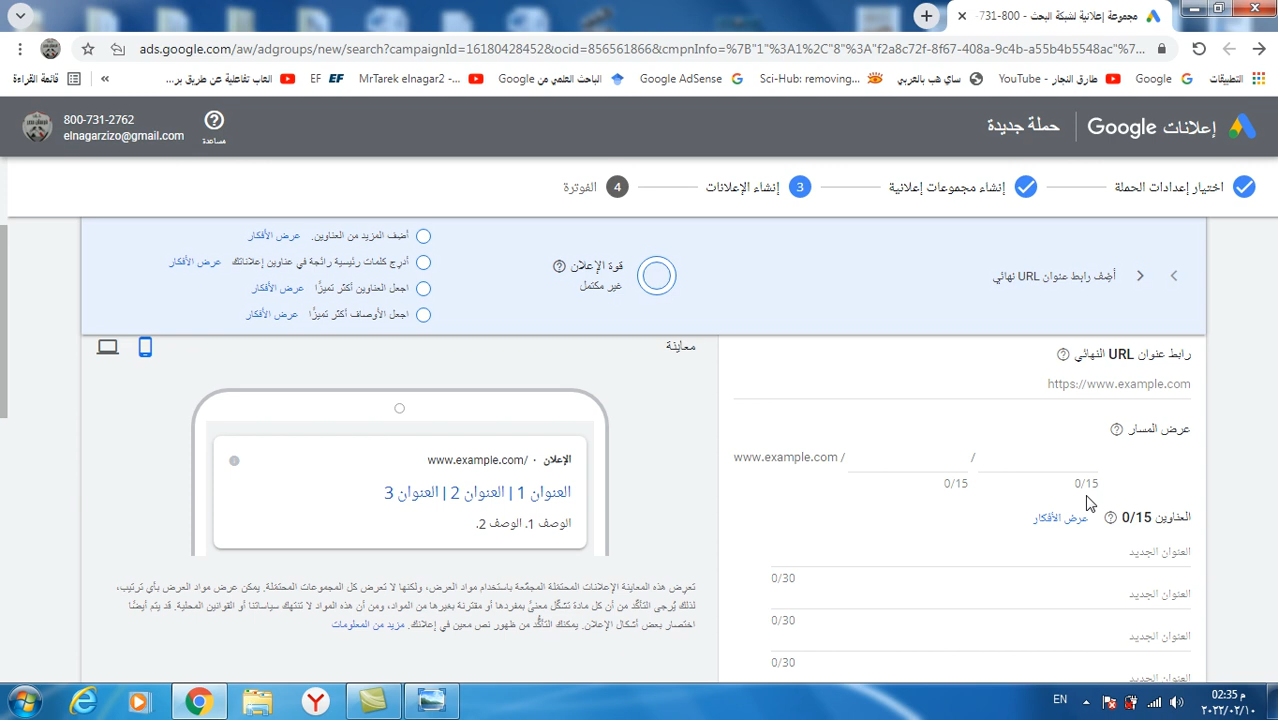 مجموعة إعلانية لشبكة البحث - 800-731-
ads.google.com/aw/adgroups/new/search?campaignId=16180428452&ocid=856561866&cmpnInfo=%7B"1"%3A1%2C"8"%3A"f2a8c72f-8f67-408a-9c4b-a55b4b5548ac"%7...
التطبيقات
Google
طارق النجار - YouTube
ساي هب بالعربي
Sci-Hub: removing...
Google AdSense
الباحث العلمي من Google
MrTarek elnagar2 -...
EF
العاب تفاعلية عن طريق بر...
»
قائمة القراءة
إعلانات Google
حملة جديدة
مساعدة
800-731-2762
elnagarzizo@gmail.com
اختيار إعدادات الحملة
إنشاء مجموعات إعلانية
3 إنشاء الإعلانات
4 الفوترة
أضِف رابط عنوان URL نهائي
قوة الإعلان
غير مكتمل
أضِف المزيد من العناوين. عرض الأفكار
أدرِج كلمات رئيسية رائجة في عناوين إعلاناتك عرض الأفكار
اجعل العناوين أكثر تميزًا عرض الأفكار
اجعل الأوصاف أكثر تميزًا عرض الأفكار
رابط عنوان URL النهائي
https://www.example.com
عرض المسار
www.example.com / /
0/15 0/15
العناوين 0/15 عرض الأفكار
العنوان الجديد
0/30
العنوان الجديد
0/30
العنوان الجديد
0/30
العنوان الجديد
معاينة
الإعلان · www.example.com/
العنوان 1 | العنوان 2 | العنوان 3
الوصف 1. الوصف 2.
تعرِض هذه المعاينة الإعلانات المحتمَلة المجمّعة باستخدام مواد العرض، ولكنها لا تعرض كل المجموعات المحتمَلة. يمكن عرض مواد العرض بأي ترتيب،
لذلك يُرجى التأكّد من أن كل مادة تشكّل معنىً بمفردها أو مقترنة بغيرها من المواد، ومن أن هذه المواد لا تنتهك سياساتنا أو القوانين المحلية. قد يتم أيضًا
اختصار بعض أشكال الإعلان. يمكنك التأكّد من ظهور نص معين في إعلانك. مزيد من المعلومات
EN
02:35 م
٢٠٢٢/٠٢/١٠